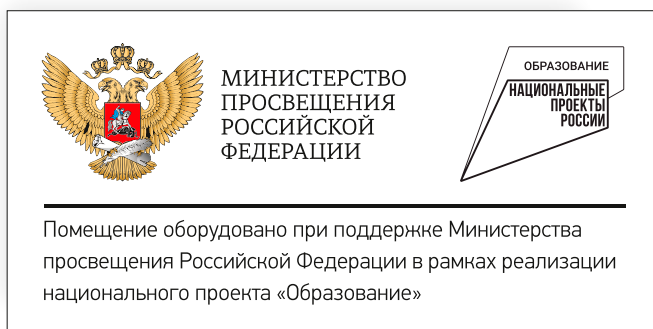 МИНИСТЕРСТВО
ПРОСВЕЩЕНИЯ
РОССИЙСКОЙ
ФЕДЕРАЦИИ
ОБРАЗОВАНИЕ
НАЦИОНАЛЬНЫЕ
ПРОЕКТЫ
РОССИИ
Помещение оборудовано при поддержке Министерства
просвещения Российской Федерации в рамках реализации
национального проекта «Образование»